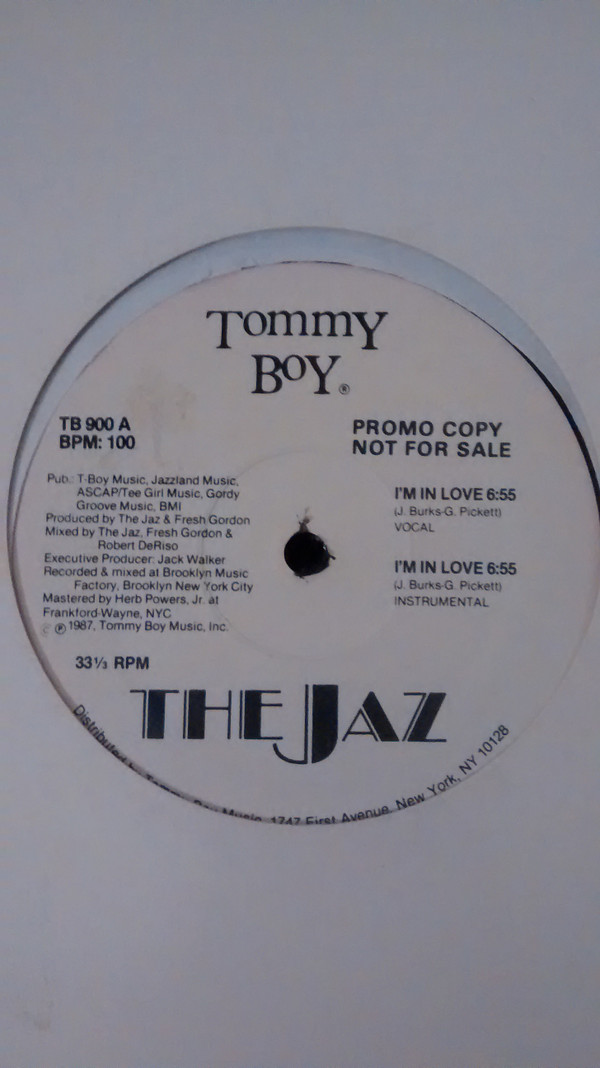 Tommy
Boy®
TB 900 A
BPM: 100
PROMO COPY
NOT FOR SALE
Pub.: T-Boy Music, Jazzland Music,
ASCAP/Tee Girl Music, Gordy
Groove Music, BMI
Produced by The Jaz & Fresh Gordon
Mixed by The Jaz, Fresh Gordon &
Robert DeRiso
Executive Producer: Jack Walker
Recorded & mixed at Brooklyn Music
Factory, Brooklyn New York City
Mastered by Herb Powers, Jr. at
Frankford-Wayne, NYC
© ℗ 1987, Tommy Boy Music, Inc.
I'M IN LOVE 6:55
(J. Burks-G. Pickett)
VOCAL
I'M IN LOVE 6:55
(J. Burks-G. Pickett)
INSTRUMENTAL
33⅓ RPM
THE JAZ
Distributed by Tommy Boy Music, 1747 First Avenue, New York, NY 10128